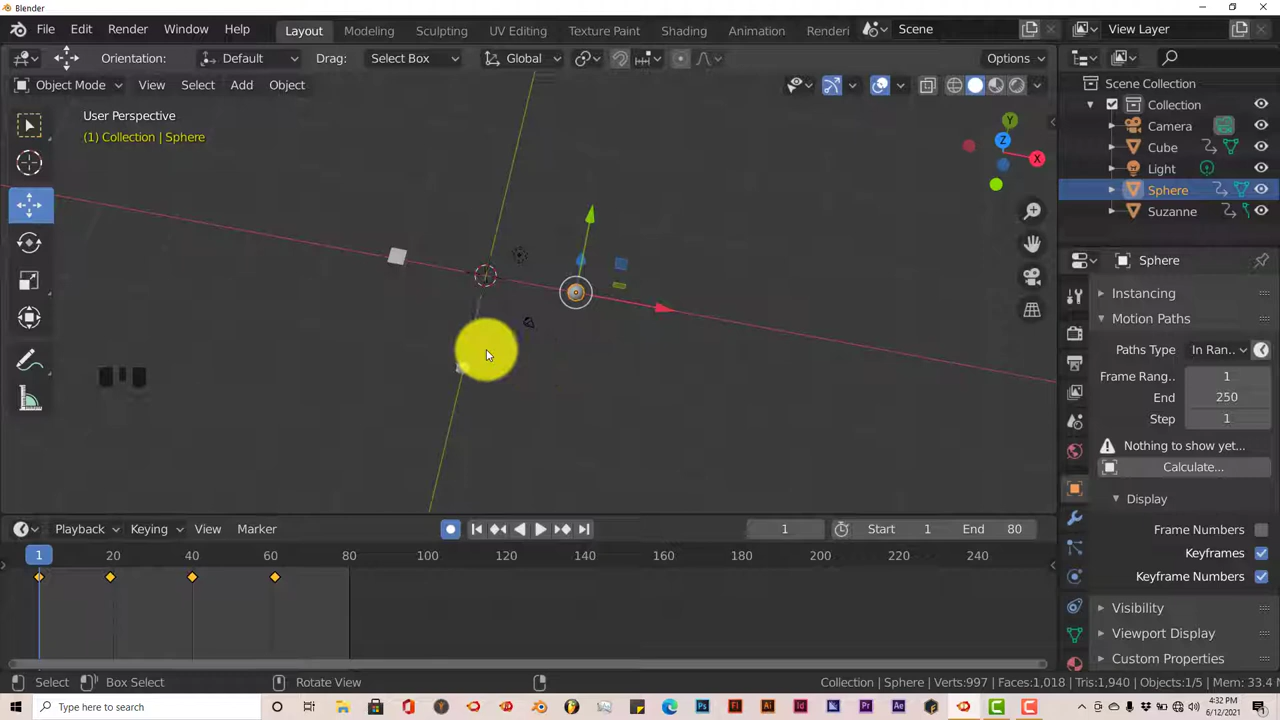 Blender
File Edit Render Window Help Layout Modeling Sculpting UV Editing Texture Paint Shading Animation Renderi Scene View Layer
Orientation: Default Drag: Select Box Global Options
Object Mode View Select Add Object
User Perspective
(1) Collection | Sphere
Y
Z
X
Scene Collection
Collection
Camera
Cube
Light
Sphere
Suzanne
Sphere
Instancing
Motion Paths
Paths Type In Ran...
Frame Rang... 1
End 250
Step 1
Nothing to show yet...
Calculate...
Display
Frame Numbers
Keyframes
Keyframe Numbers
Visibility
Viewport Display
Custom Properties
Playback Keying View Marker 1 Start 1 End 80
1 20 40 60 80 100 120 140 160 180 200 220 240
Select Box Select Rotate View Collection | Sphere | Verts:997 | Faces:1,018 | Tris:1,940 | Objects:1/5 | Mem: 33.4 M
Type here to search
4:32 PM
6/12/2021